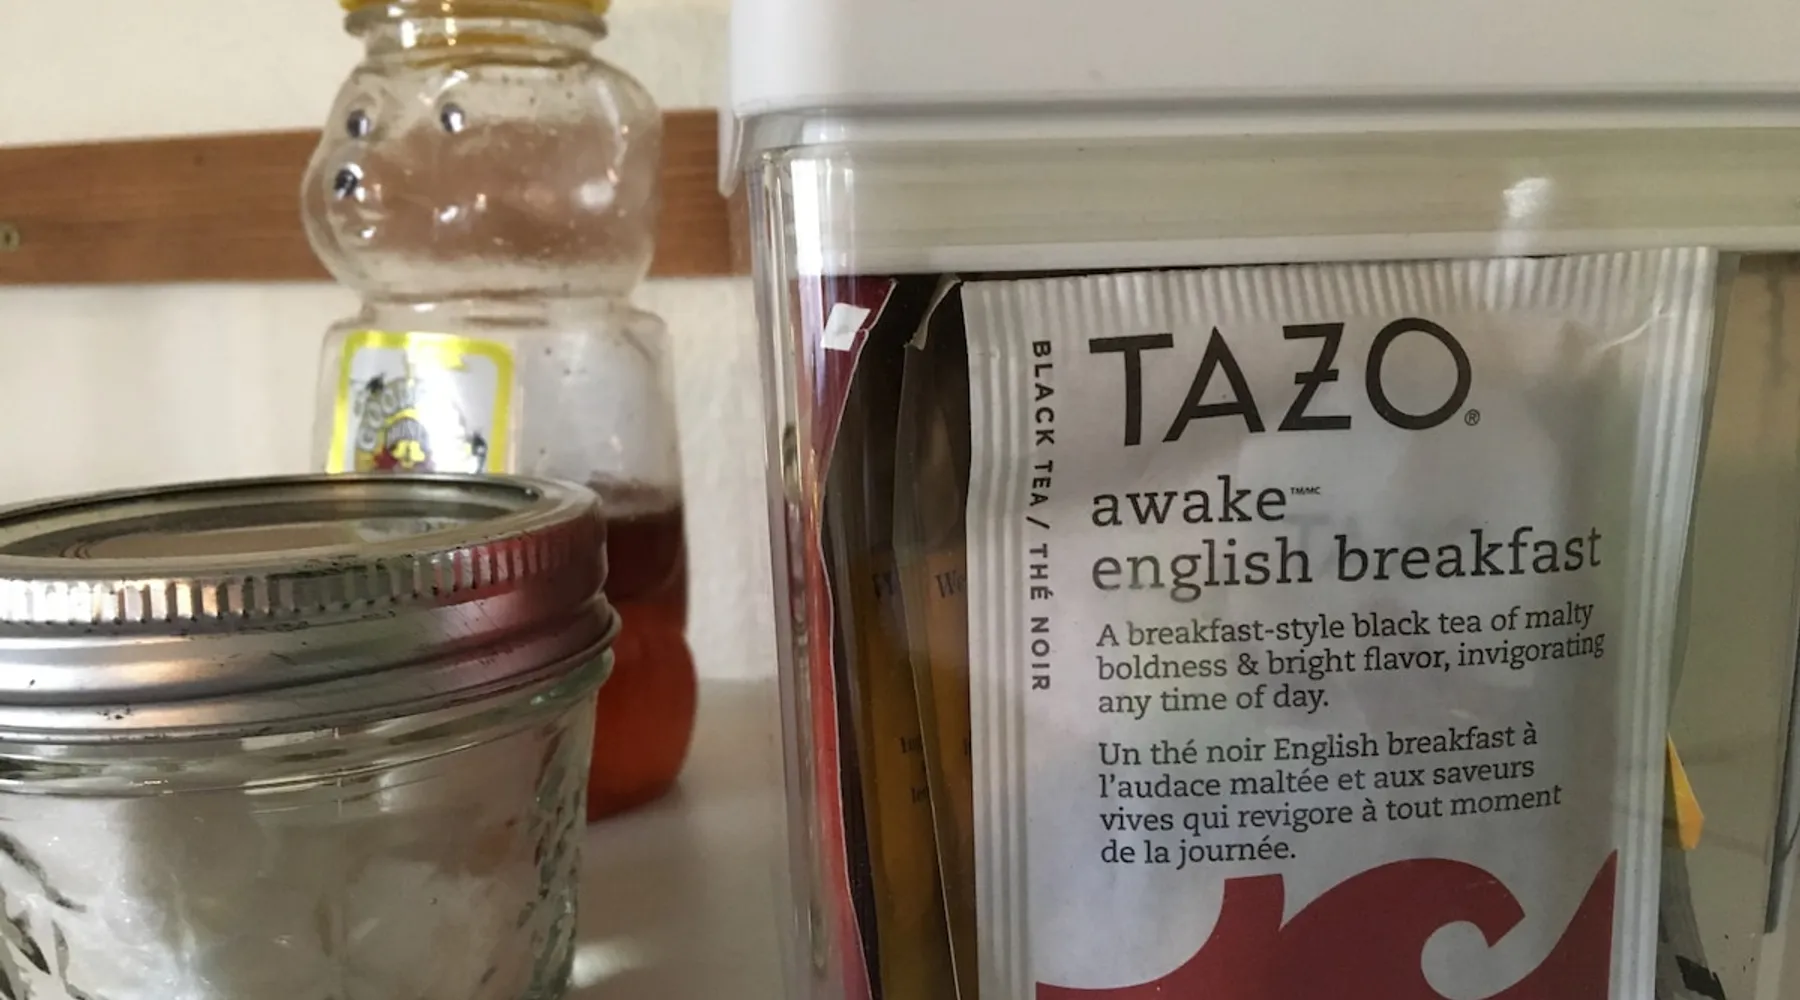 TAZO®
BLACK TEA / THÉ NOIR
awake™/MC
english breakfast
A breakfast-style black tea of malty
boldness & bright flavor, invigorating
any time of day.
Un thé noir English breakfast à
l'audace maltée et aux saveurs
vives qui revigore à tout moment
de la journée.